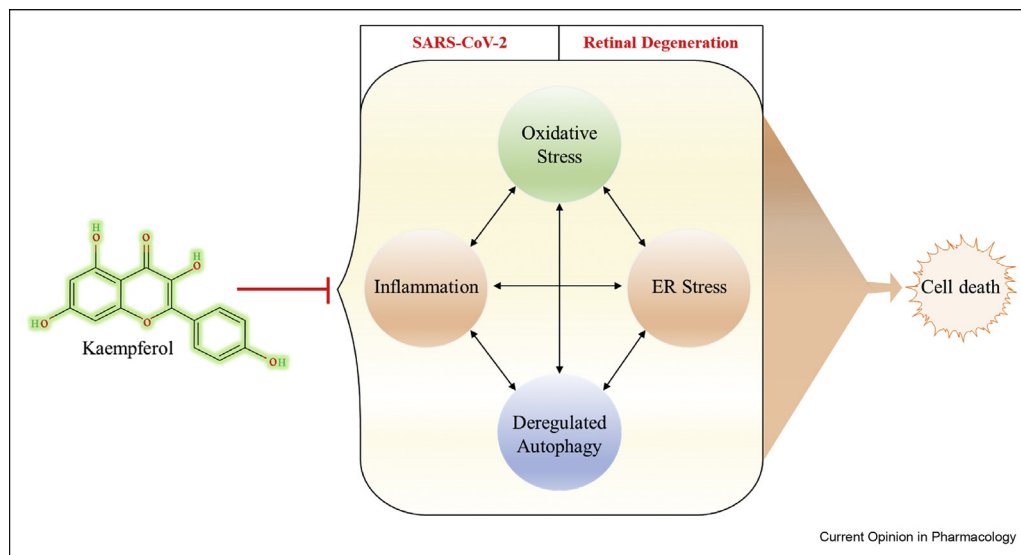 SARS-CoV-2
Retinal Degeneration
Oxidative
Stress
Inflammation
ER Stress
Deregulated
Autophagy
Cell death
OH
O
OH
HO
O
OH
Kaempferol
Current Opinion in Pharmacology